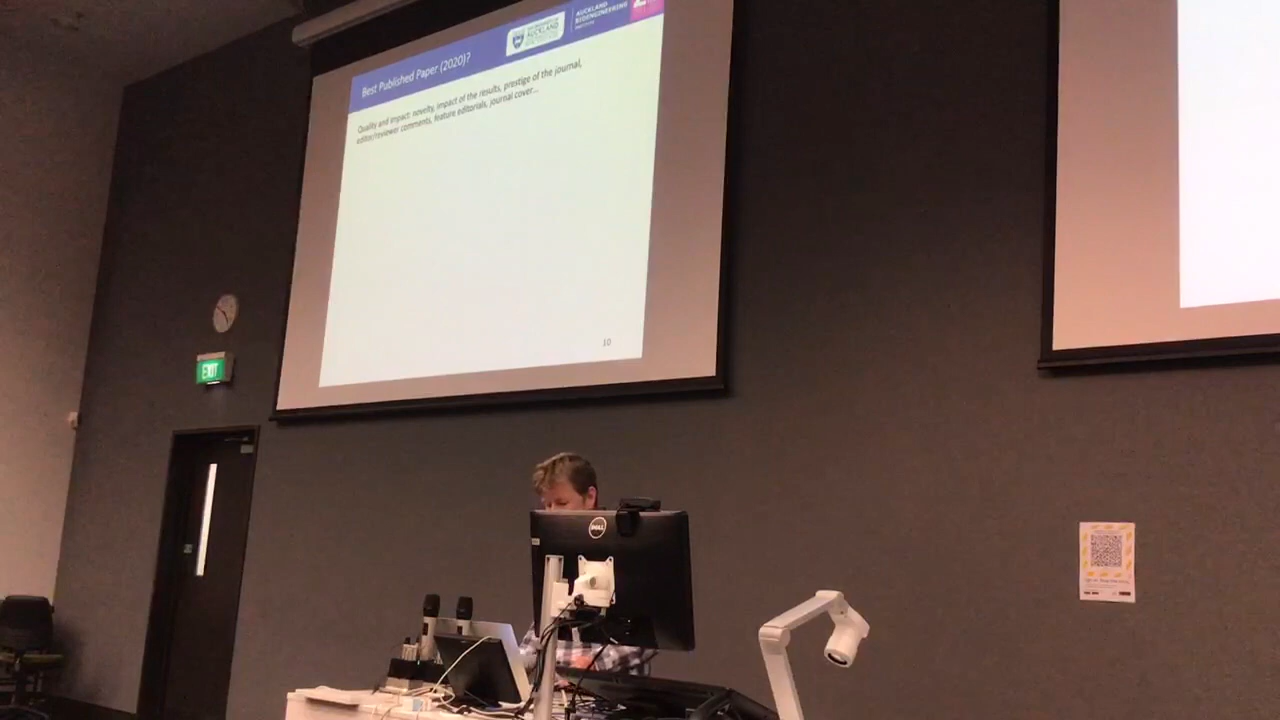 Best Published Paper (2020)?
AUCKLAND
AUCKLAND
BIOENGINEERING
INSTITUTE
Quality and impact: novelty, impact of the results, prestige of the journal,
editor/reviewer comments, feature editorials, journal cover...
10
EXIT
DELL